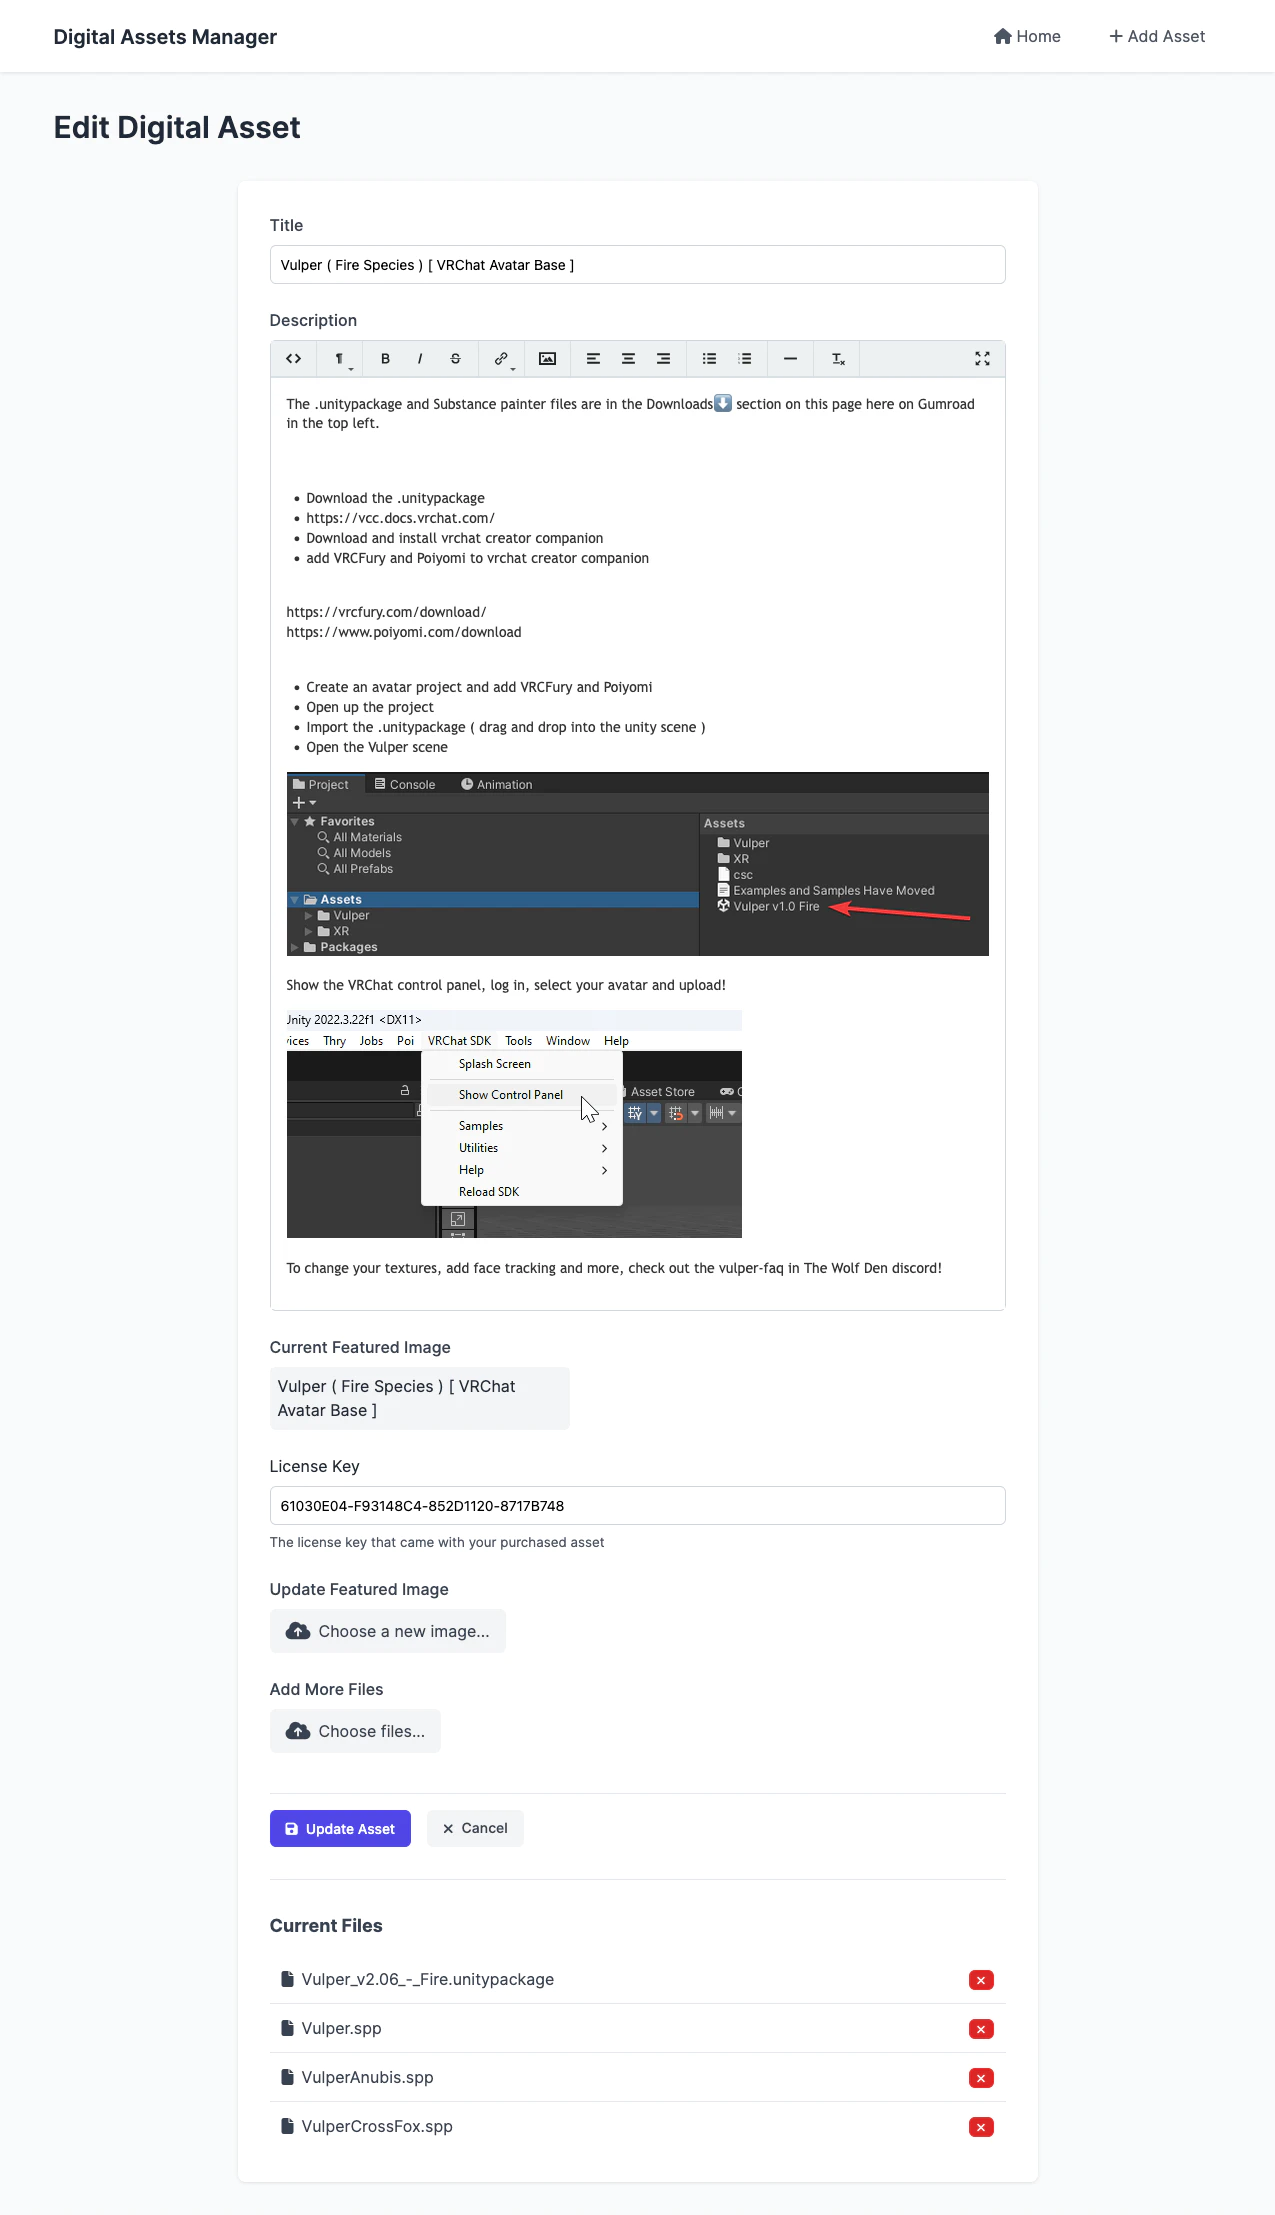 Digital Assets Manager
Home
Add Asset
Edit Digital Asset
Title
Vulper ( Fire Species ) [ VRChat Avatar Base ]
Description
The .unitypackage and Substance painter files are in the Downloads⬇️ section on this page here on Gumroad
in the top left.
• Download the .unitypackage
• https://vcc.docs.vrchat.com/
• Download and install vrchat creator companion
• add VRCFury and Poiyomi to vrchat creator companion
https://vrcfury.com/download/
https://www.poiyomi.com/download
• Create an avatar project and add VRCFury and Poiyomi
• Open up the project
• Import the .unitypackage ( drag and drop into the unity scene )
• Open the Vulper scene
Project Console Animation
Favorites
All Materials
All Models
All Prefabs
Assets
Vulper
XR
Packages
Assets
Vulper
XR
csc
Examples and Samples Have Moved
Vulper v1.0 Fire
Show the VRChat control panel, log in, select your avatar and upload!
Unity 2022.3.22f1 <DX11>
vices Thry Jobs Poi VRChat SDK Tools Window Help
Splash Screen
Show Control Panel
Samples
Utilities
Help
Reload SDK
Asset Store
To change your textures, add face tracking and more, check out the vulper-faq in The Wolf Den discord!
Current Featured Image
Vulper ( Fire Species ) [ VRChat
Avatar Base ]
License Key
61030E04-F93148C4-852D1120-8717B748
The license key that came with your purchased asset
Update Featured Image
Choose a new image...
Add More Files
Choose files...
Update Asset
Cancel
Current Files
Vulper_v2.06_-_Fire.unitypackage
Vulper.spp
VulperAnubis.spp
VulperCrossFox.spp